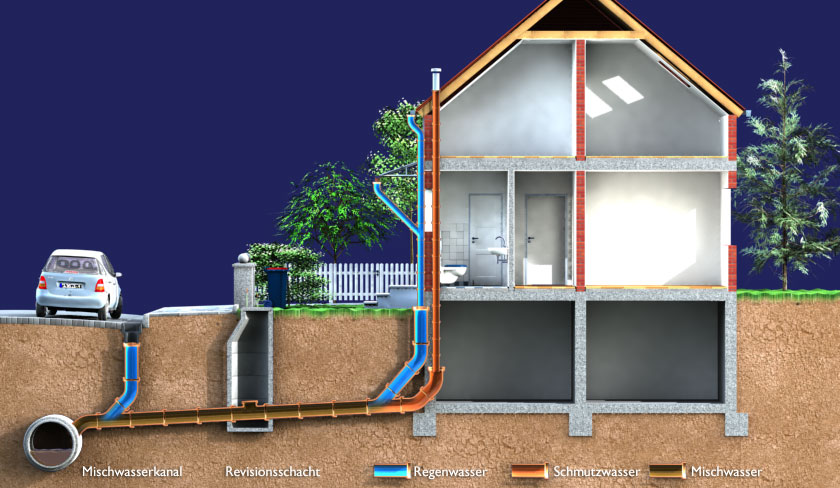 Mischwasserkanal
Revisionsschacht
Regenwasser
Schmutzwasser
Mischwasser